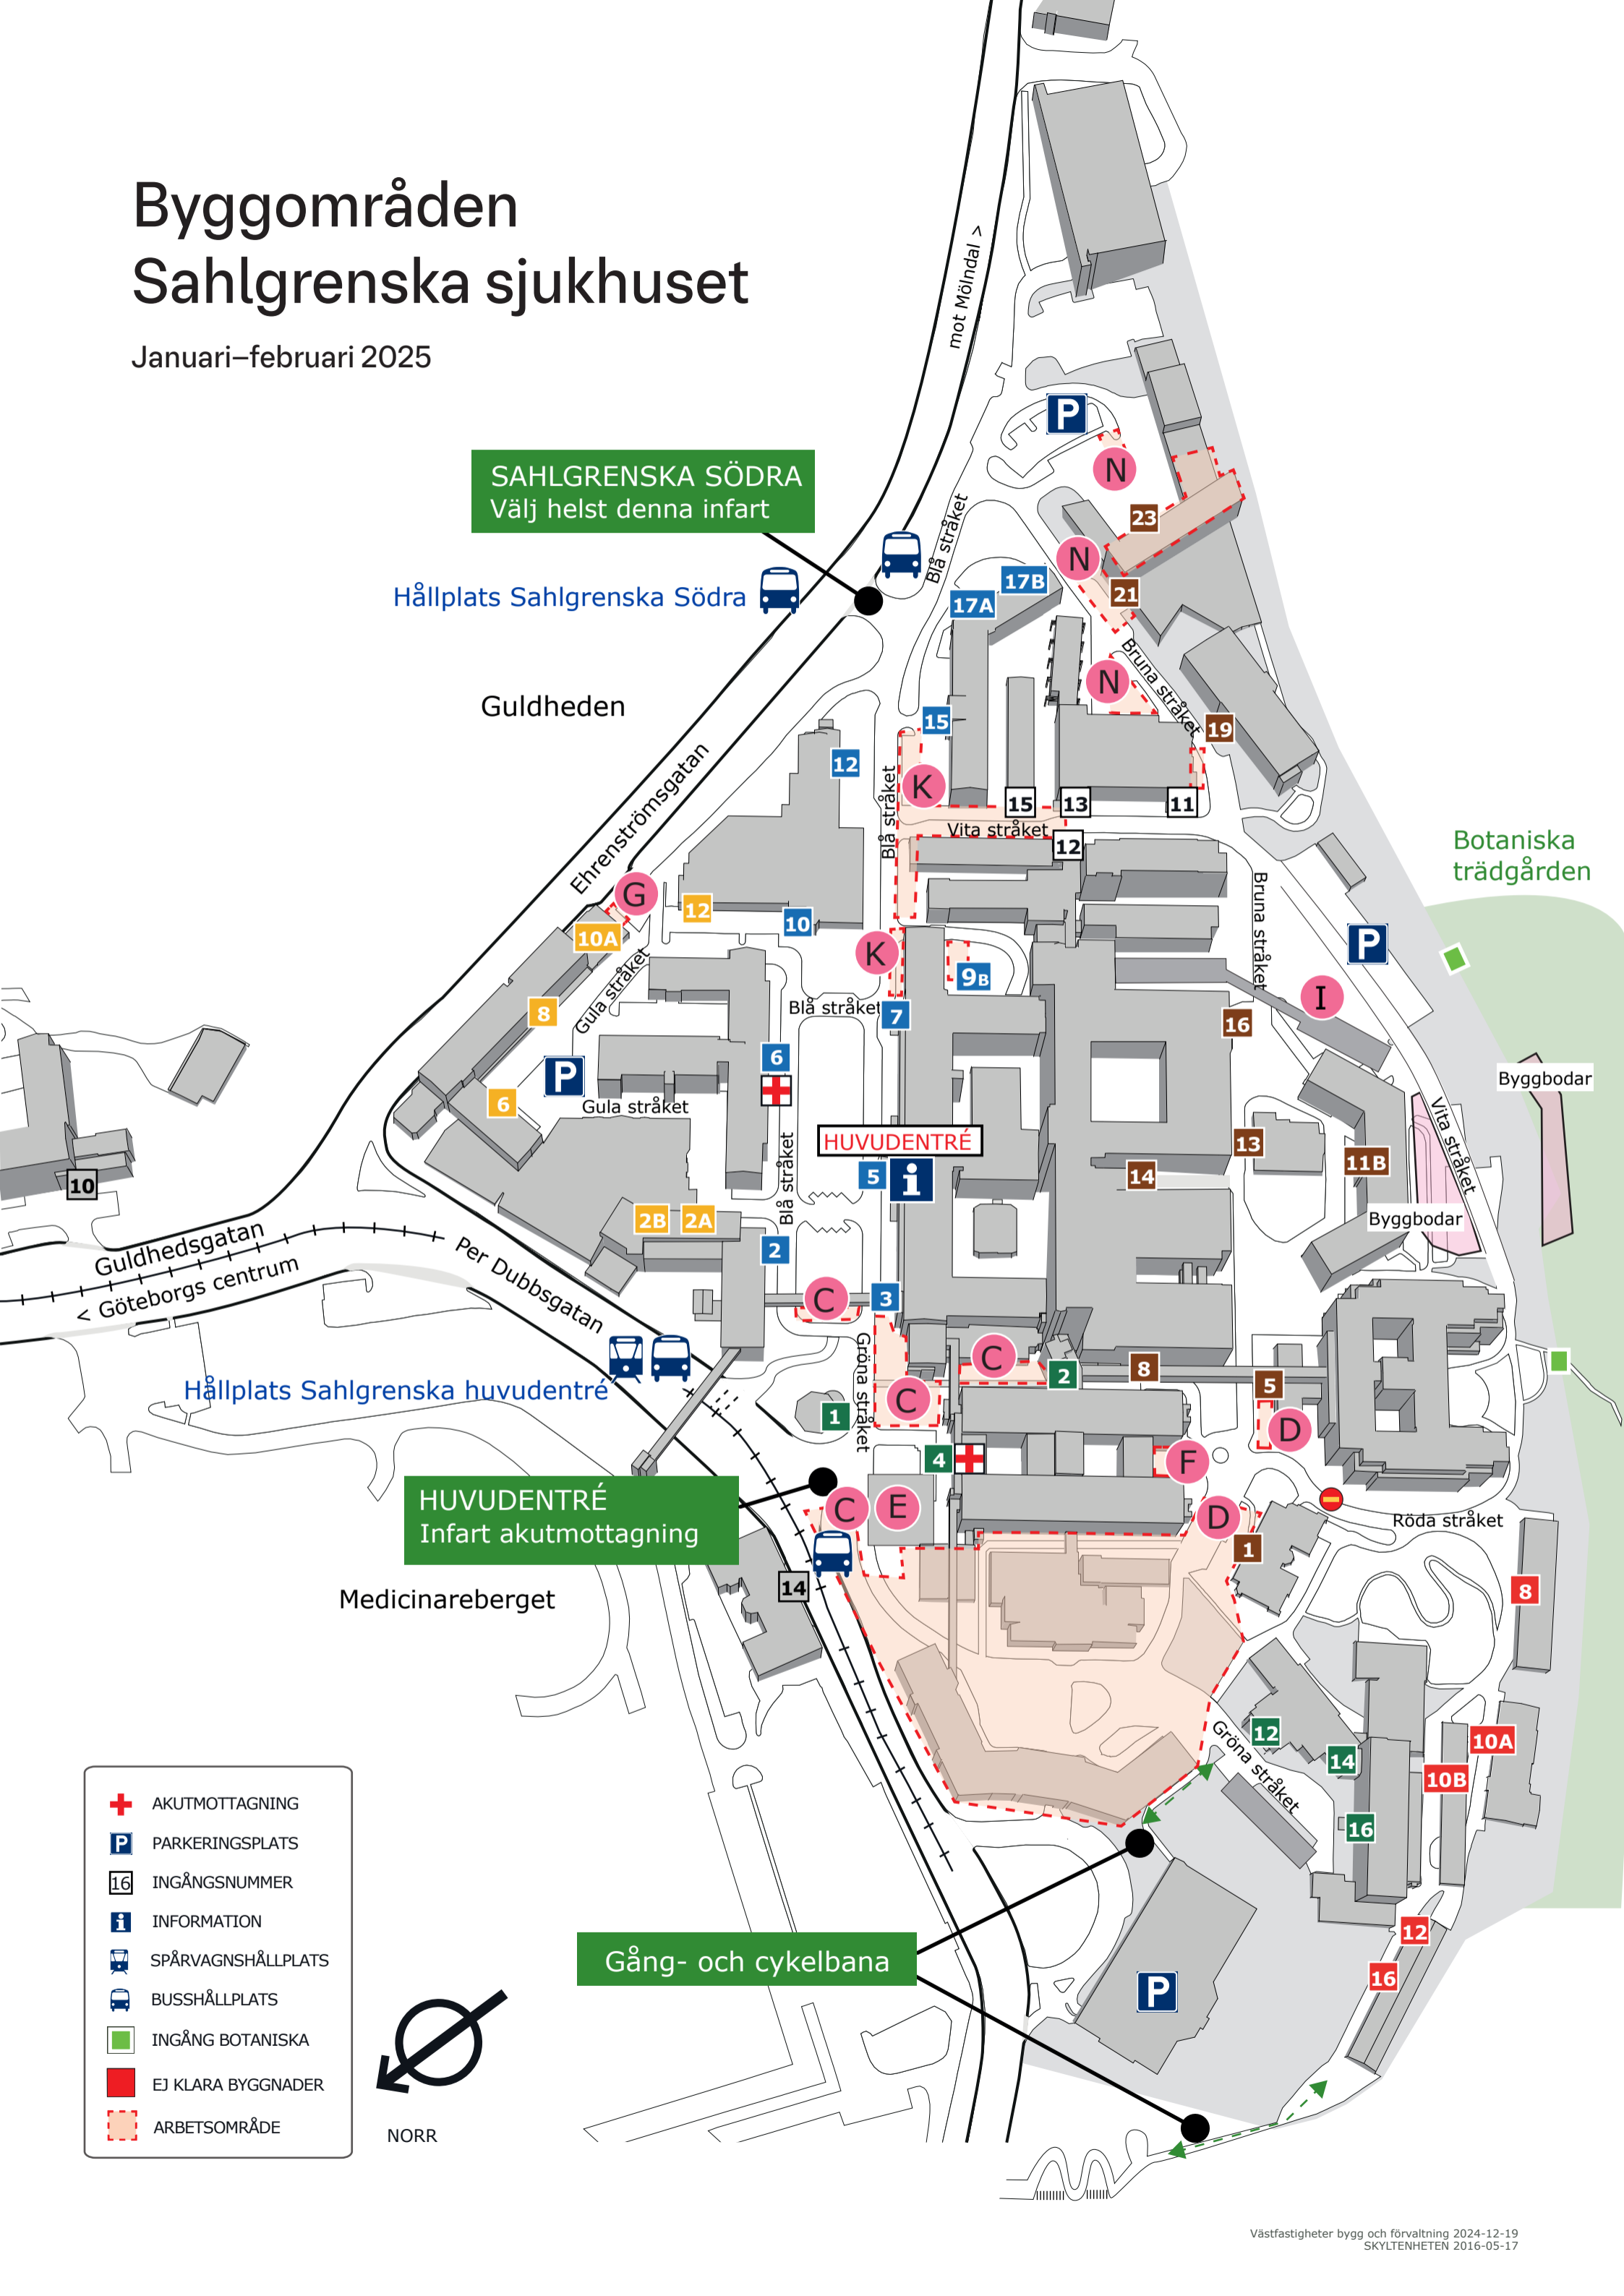 Byggområden
Sahlgrenska sjukhuset
Januari–februari 2025
mot Mölndal >
P
N
SAHLGRENSKA SÖDRA
Välj helst denna infart
23
Blå stråket
N
Hållplats Sahlgrenska Södra
17B
17A
21
Bruna stråket
N
Guldheden
15
19
12
K
Blå stråket
15
13
11
Vita stråket
12
Ehrenströmsgatan
Botaniska
trädgården
G
12
10
10A
Bruna stråket
P
K
9B
Gula stråket
I
8
Blå stråket
7
16
6
P
Byggbodar
6
Gula stråket
Vita stråket
HUVUDENTRÉ
13
Blå stråket
5
i
14
11B
10
2B
2A
Byggbodar
2
Guldhedsgatan
< Göteborgs centrum
Per Dubbsgatan
C
3
Gröna stråket
C
2
8
5
Hållplats Sahlgrenska huvudentré
C
1
D
4
F
HUVUDENTRÉ
Infart akutmottagning
C
E
D
Röda stråket
1
14
Medicinareberget
8
12
10A
Gröna stråket
14
10B
16
12
Gång- och cykelbana
16
P
AKUTMOTTAGNING
P PARKERINGSPLATS
16 INGÅNGSNUMMER
i INFORMATION
SPÅRVAGNSHÅLLPLATS
BUSSHÅLLPLATS
INGÅNG BOTANISKA
EJ KLARA BYGGNADER
ARBETSOMRÅDE
NORR
Västfastigheter bygg och förvaltning 2024-12-19
SKYLTENHETEN 2016-05-17